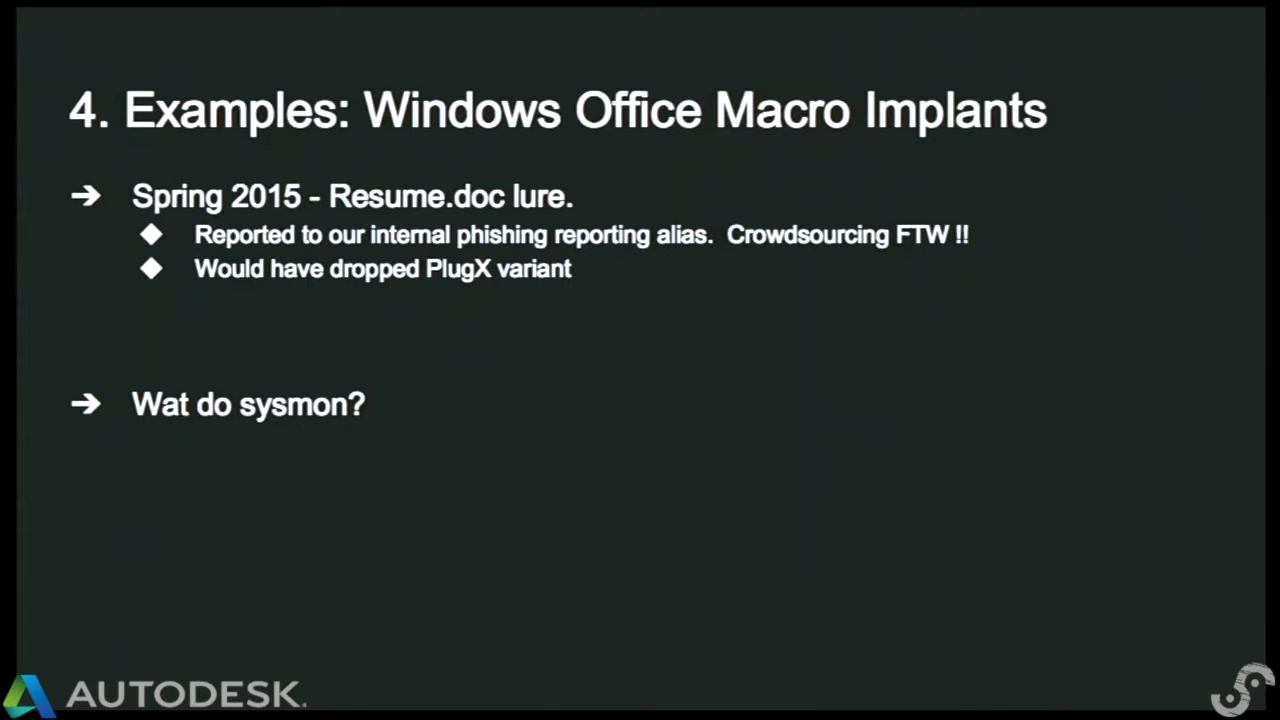 4. Examples: Windows Office Macro Implants
➔ Spring 2015 - Resume.doc lure.
◆ Reported to our internal phishing reporting alias.  Crowdsourcing FTW !!
◆ Would have dropped PlugX variant
➔ Wat do sysmon?
AUTODESK.